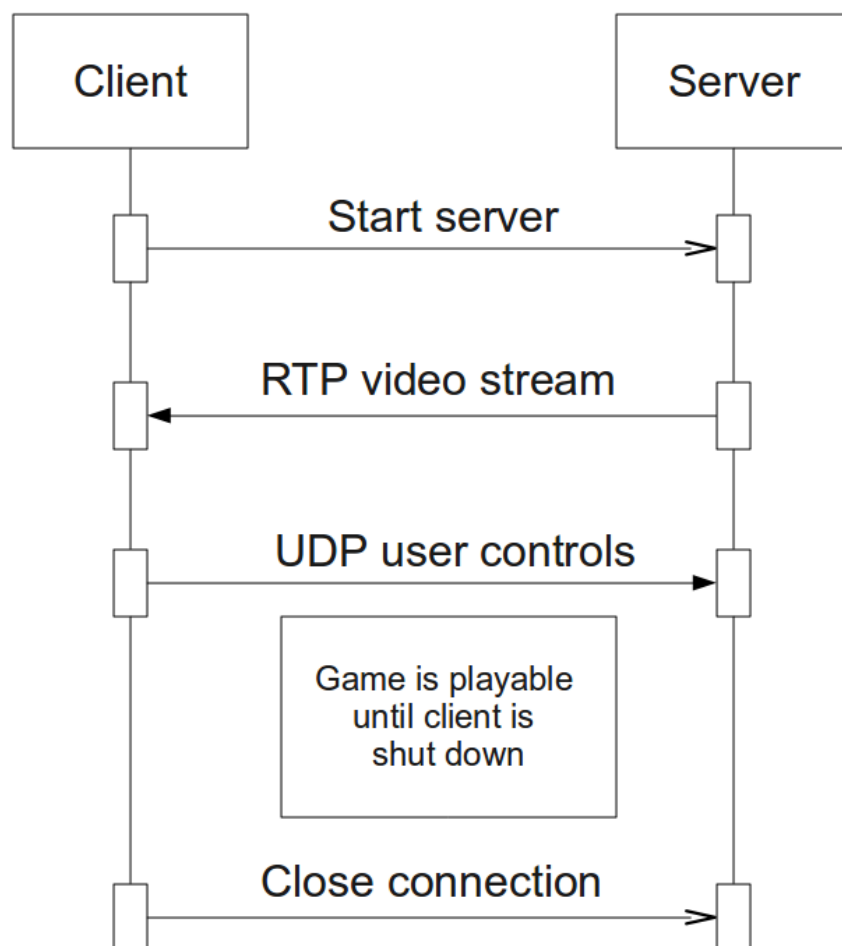 Client
Server
Start server
RTP video stream
UDP user controls
Game is playable
until client is
shut down
Close connection